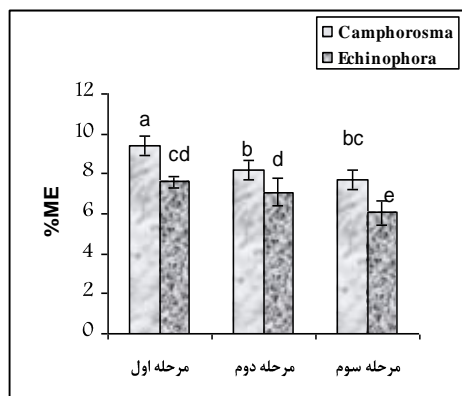 Camphorosma
Echinophora
%ME
12
10
8
6
4
2
0
a
cd
b
d
bc
e
مرحله اول
مرحله دوم
مرحله سوم